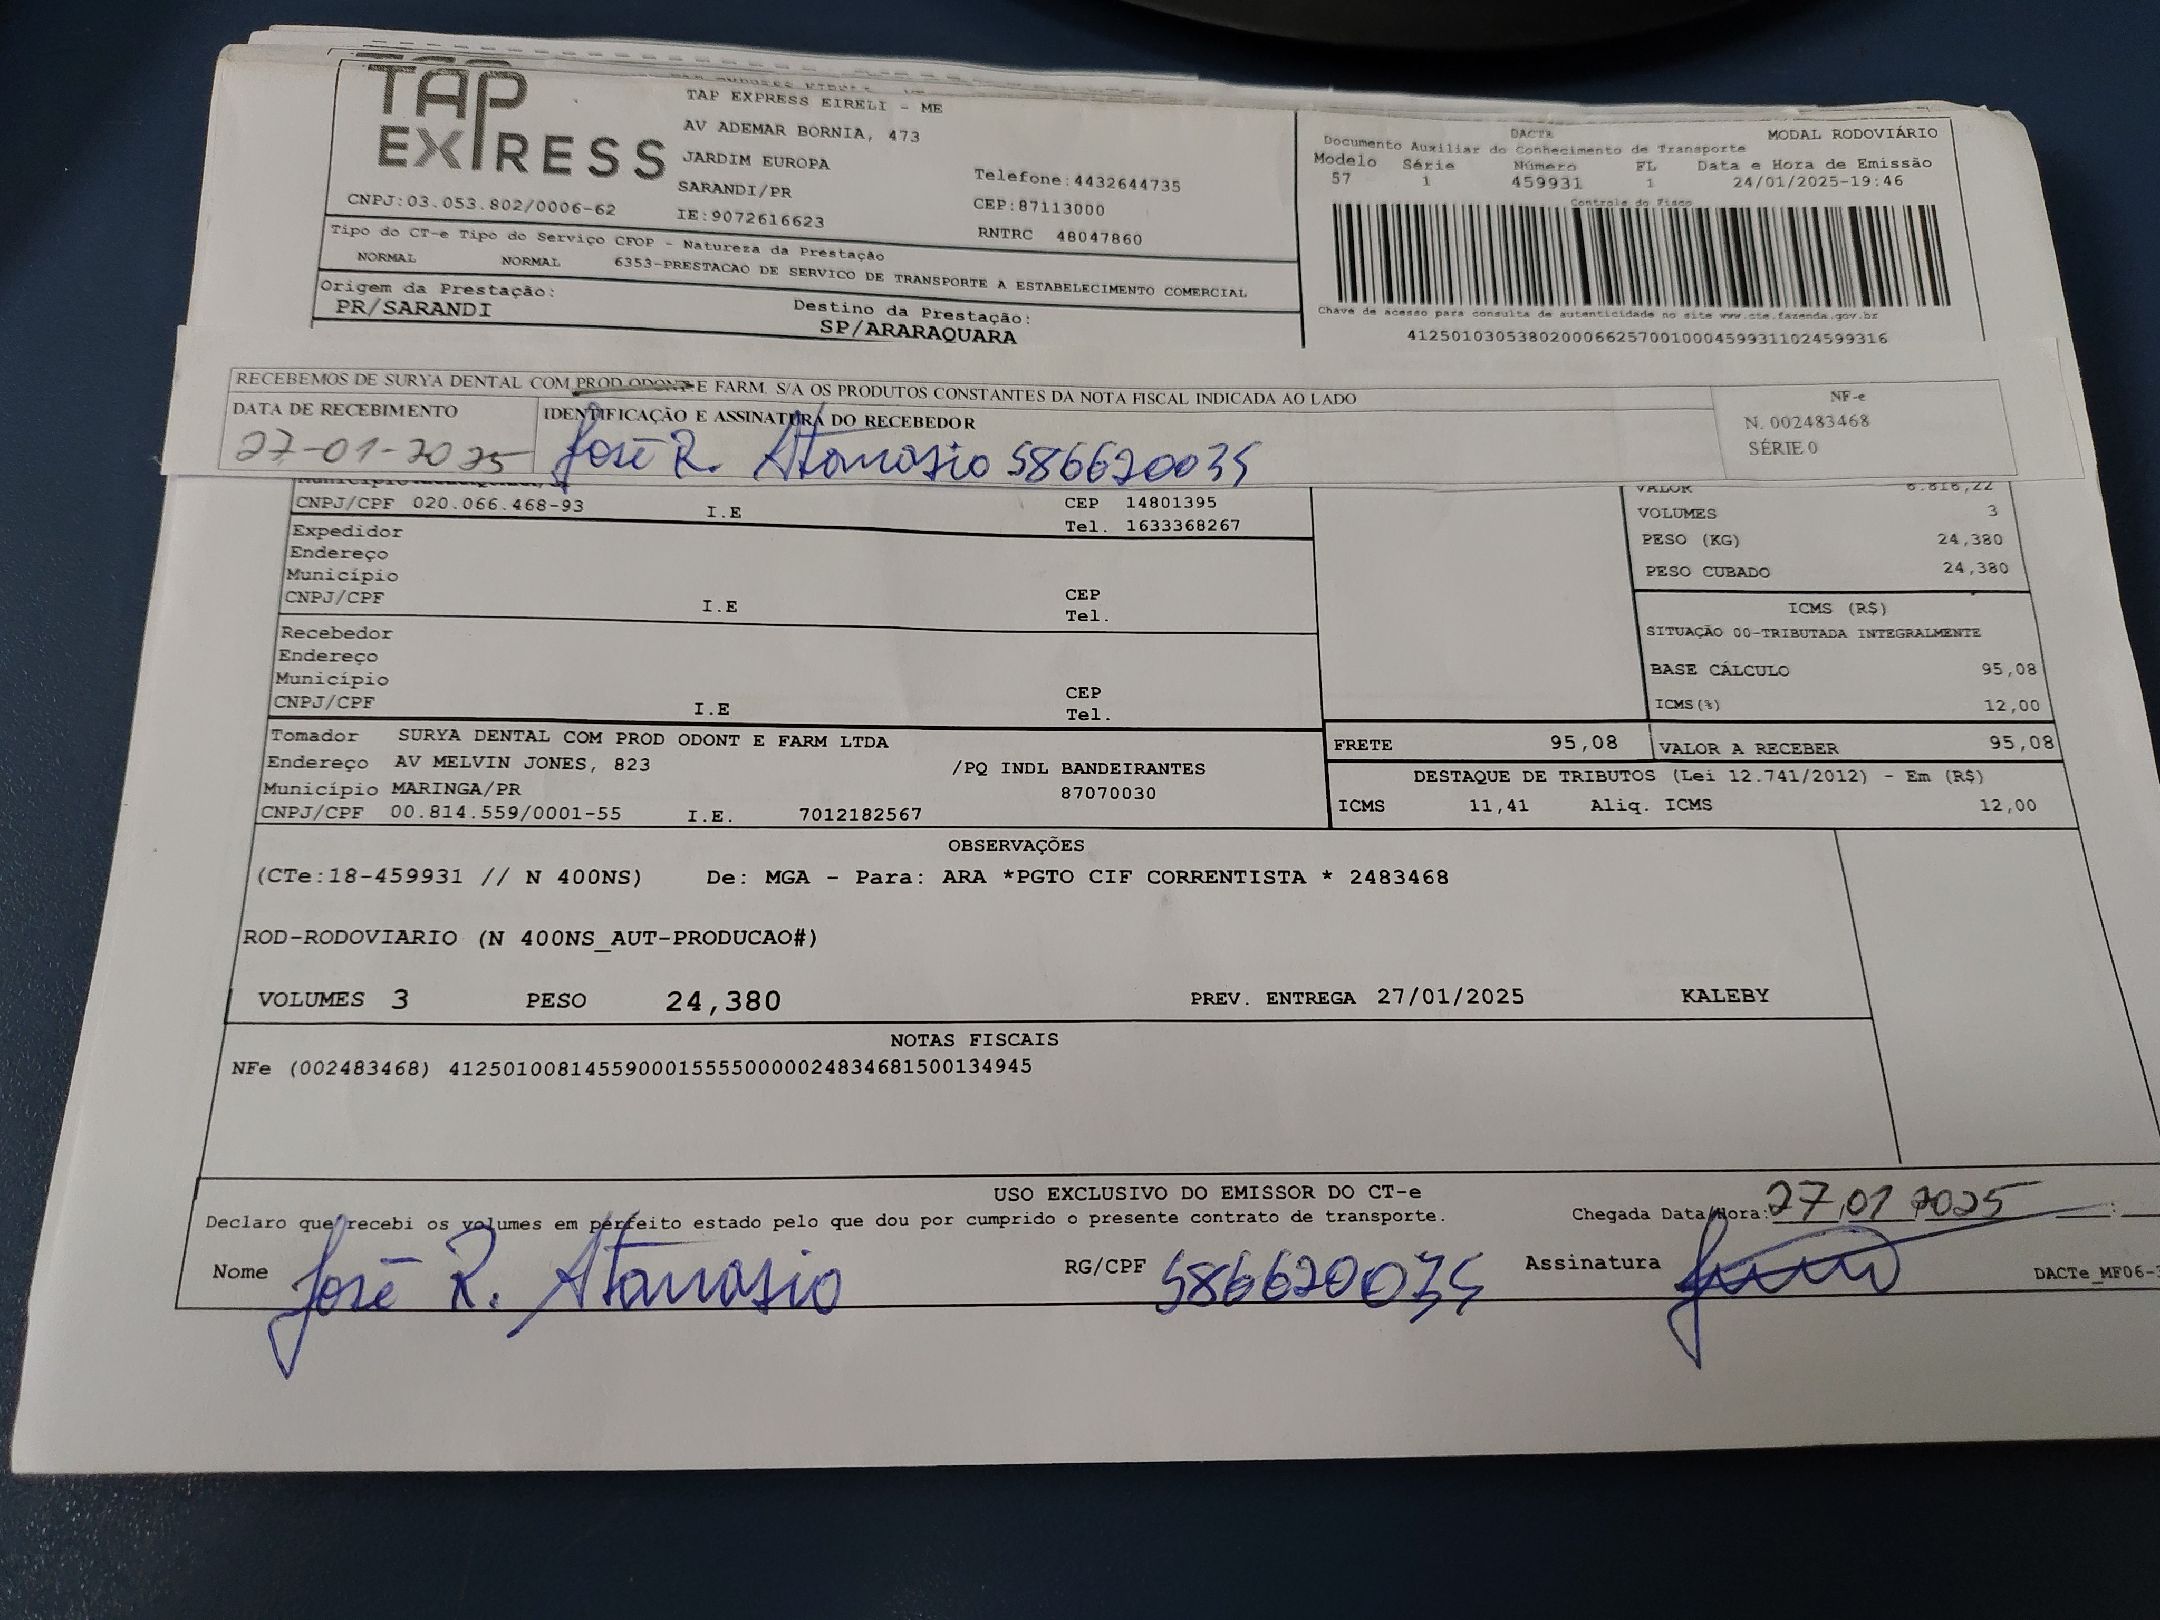 TAP EXPRESS
TAP EXPRESS EIRELI - ME
AV ADEMAR BORNIA, 473
JARDIM EUROPA
SARANDI/PR
IE:9072616623
Telefone:4432644735
CEP:87113000
RNTRC 48047860
CNPJ:03.053.802/0006-62
DACTE MODAL RODOVIÁRIO
Documento Auxiliar do Conhecimento de Transporte
Modelo Série Número FL Data e Hora de Emissão
57 1 459931 1 24/01/2025-19:46
Controle do Fisco
Tipo do CT-e Tipo do Serviço CFOP - Natureza da Prestação
NORMAL NORMAL 6353-PRESTACAO DE SERVICO DE TRANSPORTE A ESTABELECIMENTO COMERCIAL
Origem da Prestação: Destino da Prestação:
PR/SARANDI SP/ARARAQUARA
Chave de acesso para consulta de autenticidade no site www.cte.fazenda.gov.br
41250103053802000662570010004599311024599316
RECEBEMOS DE SURYA DENTAL COM PROD ODONT E FARM. S/A OS PRODUTOS CONSTANTES DA NOTA FISCAL INDICADA AO LADO
DATA DE RECEBIMENTO IDENTIFICAÇÃO E ASSINATURA DO RECEBEDOR
27-01-2025 José R. Atanasio 586620035
NF-e
N. 002483468
SÉRIE 0
CNPJ/CPF 020.066.468-93 I.E CEP 14801395
Tel. 1633368267
Expedidor
Endereço
Município CEP
CNPJ/CPF I.E Tel.
Recebedor
Endereço
Município CEP
CNPJ/CPF I.E Tel.
VALOR 6.816,22
VOLUMES 3
PESO (KG) 24,380
PESO CUBADO 24,380
ICMS (R$)
SITUAÇÃO 00-TRIBUTADA INTEGRALMENTE
BASE CÁLCULO 95,08
ICMS(%) 12,00
Tomador SURYA DENTAL COM PROD ODONT E FARM LTDA
Endereço AV MELVIN JONES, 823 /PQ INDL BANDEIRANTES
Município MARINGA/PR 87070030
CNPJ/CPF 00.814.559/0001-55 I.E. 7012182567
FRETE 95,08 VALOR A RECEBER 95,08
DESTAQUE DE TRIBUTOS (Lei 12.741/2012) - Em (R$)
ICMS 11,41 Aliq. ICMS 12,00
OBSERVAÇÕES
(CTe:18-459931 // N 400NS) De: MGA - Para: ARA *PGTO CIF CORRENTISTA * 2483468
ROD-RODOVIARIO (N 400NS_AUT-PRODUCAO#)
VOLUMES 3 PESO 24,380 PREV. ENTREGA 27/01/2025 KALEBY
NOTAS FISCAIS
NFe (002483468) 41250100814559000155550000024834681500134945
USO EXCLUSIVO DO EMISSOR DO CT-e
Declaro que recebi os volumes em perfeito estado pelo que dou por cumprido o presente contrato de transporte. Chegada Data/Hora: 27,01 2025 :
Nome José R. Atanasio RG/CPF 586620035 Assinatura
DACTe_MF06-